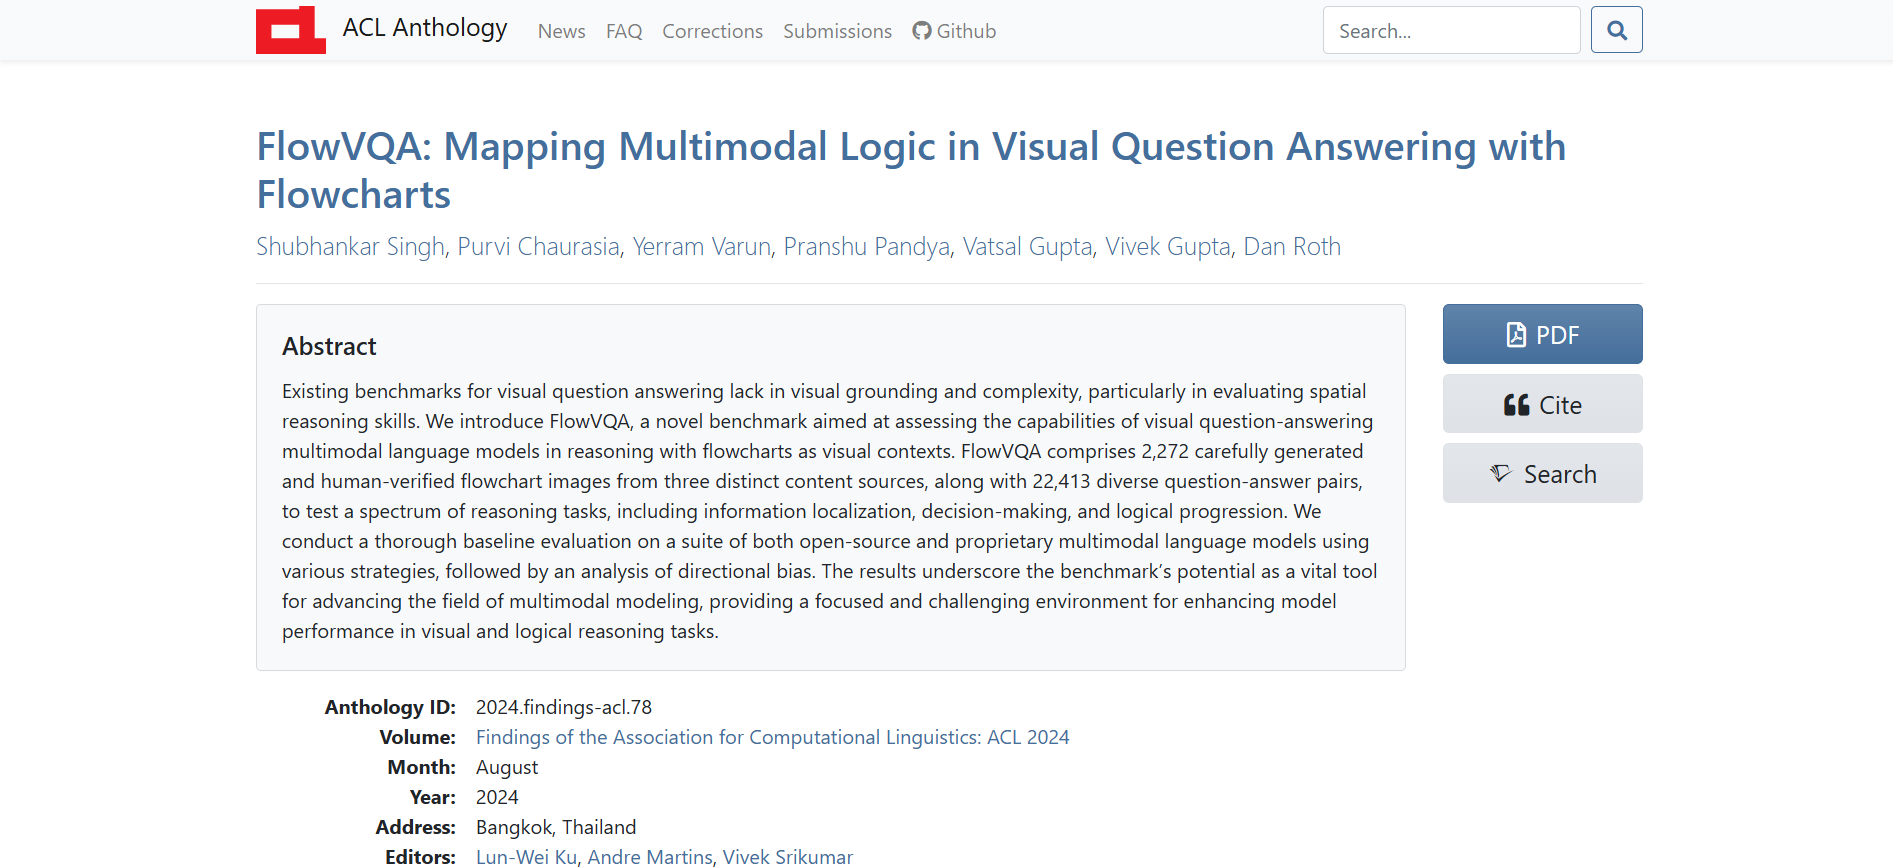 ACL Anthology News FAQ Corrections Submissions Github Search...
FlowVQA: Mapping Multimodal Logic in Visual Question Answering with
Flowcharts
Shubhankar Singh, Purvi Chaurasia, Yerram Varun, Pranshu Pandya, Vatsal Gupta, Vivek Gupta, Dan Roth
Abstract
Existing benchmarks for visual question answering lack in visual grounding and complexity, particularly in evaluating spatial
reasoning skills. We introduce FlowVQA, a novel benchmark aimed at assessing the capabilities of visual question-answering
multimodal language models in reasoning with flowcharts as visual contexts. FlowVQA comprises 2,272 carefully generated
and human-verified flowchart images from three distinct content sources, along with 22,413 diverse question-answer pairs,
to test a spectrum of reasoning tasks, including information localization, decision-making, and logical progression. We
conduct a thorough baseline evaluation on a suite of both open-source and proprietary multimodal language models using
various strategies, followed by an analysis of directional bias. The results underscore the benchmark’s potential as a vital tool
for advancing the field of multimodal modeling, providing a focused and challenging environment for enhancing model
performance in visual and logical reasoning tasks.
PDF
Cite
Search
Anthology ID: 2024.findings-acl.78
Volume: Findings of the Association for Computational Linguistics: ACL 2024
Month: August
Year: 2024
Address: Bangkok, Thailand
Editors: Lun-Wei Ku, Andre Martins, Vivek Srikumar